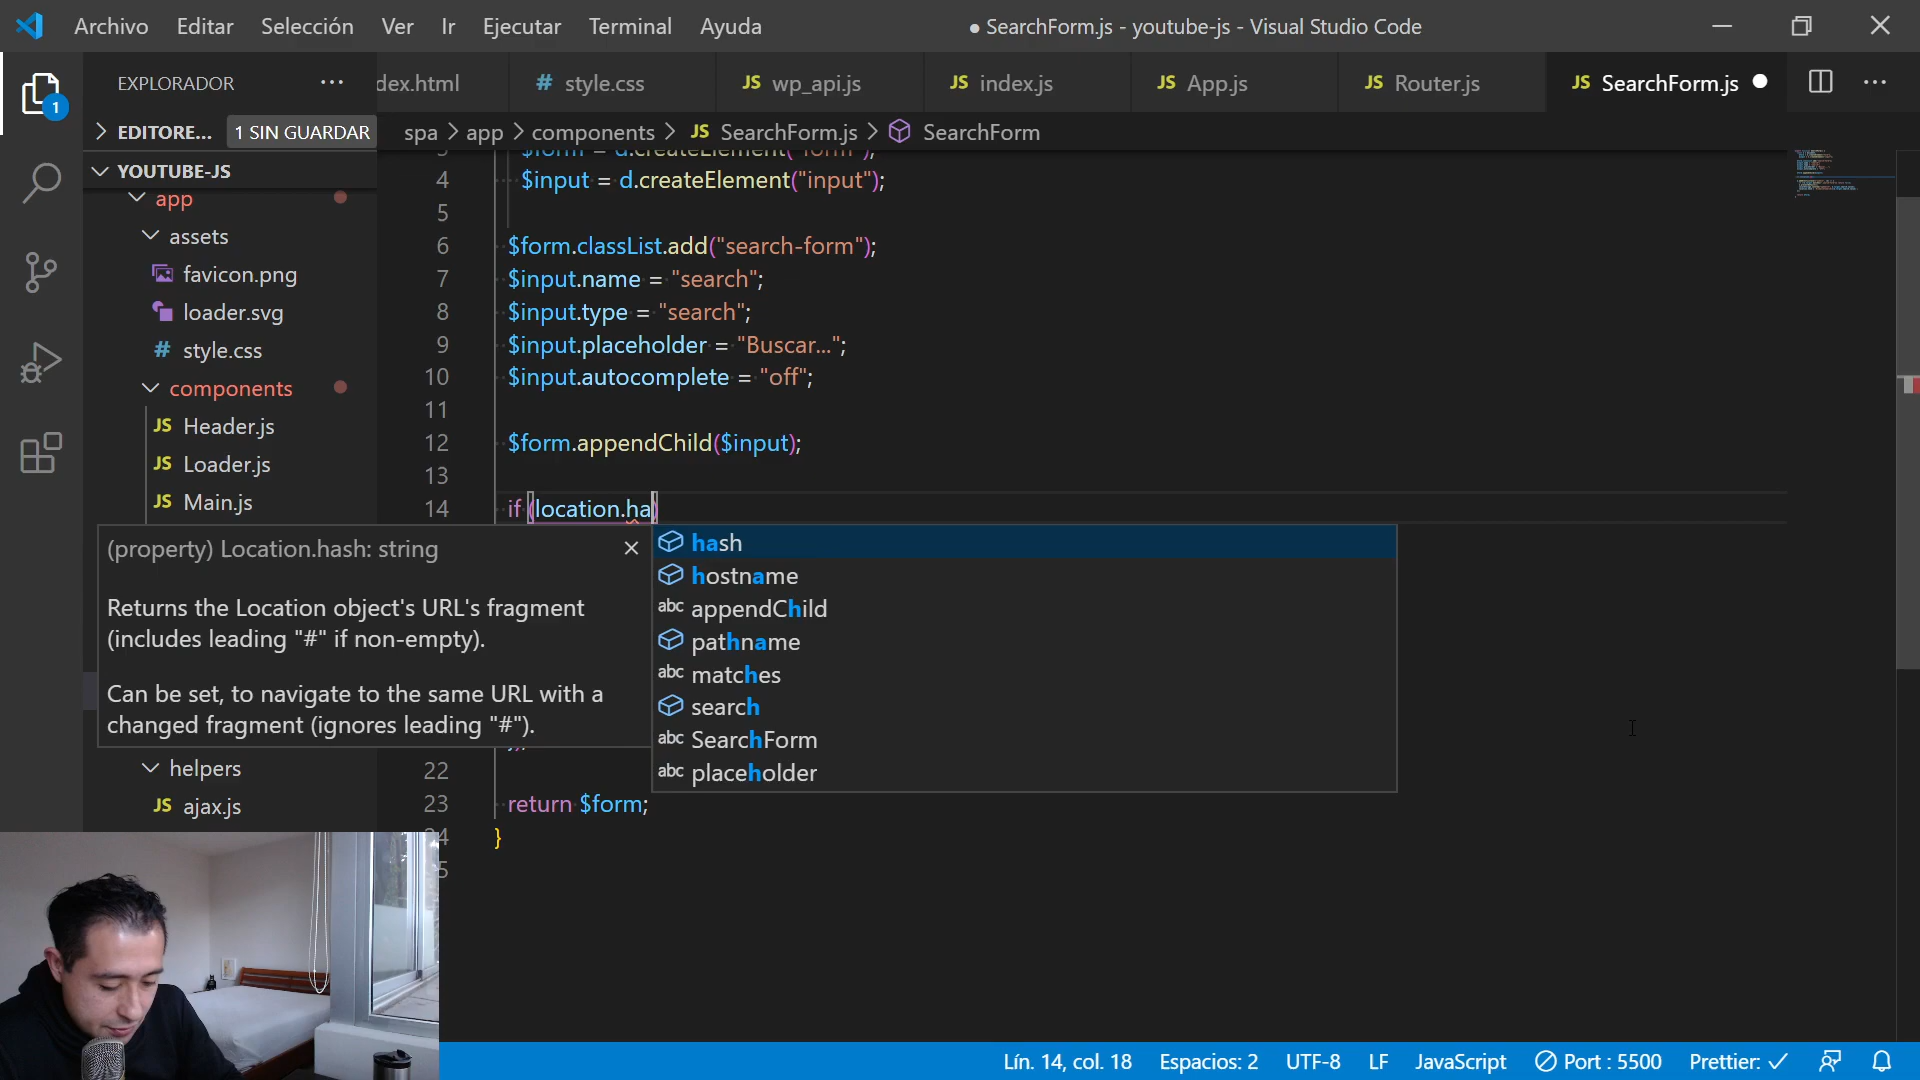 Archivo Editar Selección Ver Ir Ejecutar Terminal Ayuda
● SearchForm.js - youtube-js - Visual Studio Code
EXPLORADOR ...
dex.html # style.css JS wp_api.js JS index.js JS App.js JS Router.js JS SearchForm.js
1
EDITORE... 1 SIN GUARDAR
spa > app > components > JS SearchForm.js > SearchForm
YOUTUBE-JS
app
assets
favicon.png
loader.svg
# style.css
components
JS Header.js
JS Loader.js
JS Main.js
helpers
JS ajax.js
3 $form = d.createElement("form");
4 $input = d.createElement("input");
5
6 $form.classList.add("search-form");
7 $input.name = "search";
8 $input.type = "search";
9 $input.placeholder = "Buscar...";
10 $input.autocomplete = "off";
11
12 $form.appendChild($input);
13
14 if (location.ha)
(property) Location.hash: string
Returns the Location object's URL's fragment
(includes leading "#" if non-empty).
Can be set, to navigate to the same URL with a
changed fragment (ignores leading "#").
hash
hostname
abc appendChild
pathname
abc matches
search
abc SearchForm
abc placeholder
});
22
23 return $form;
24 }
5
Lín. 14, col. 18 Espacios: 2 UTF-8 LF JavaScript Port : 5500 Prettier: ✓